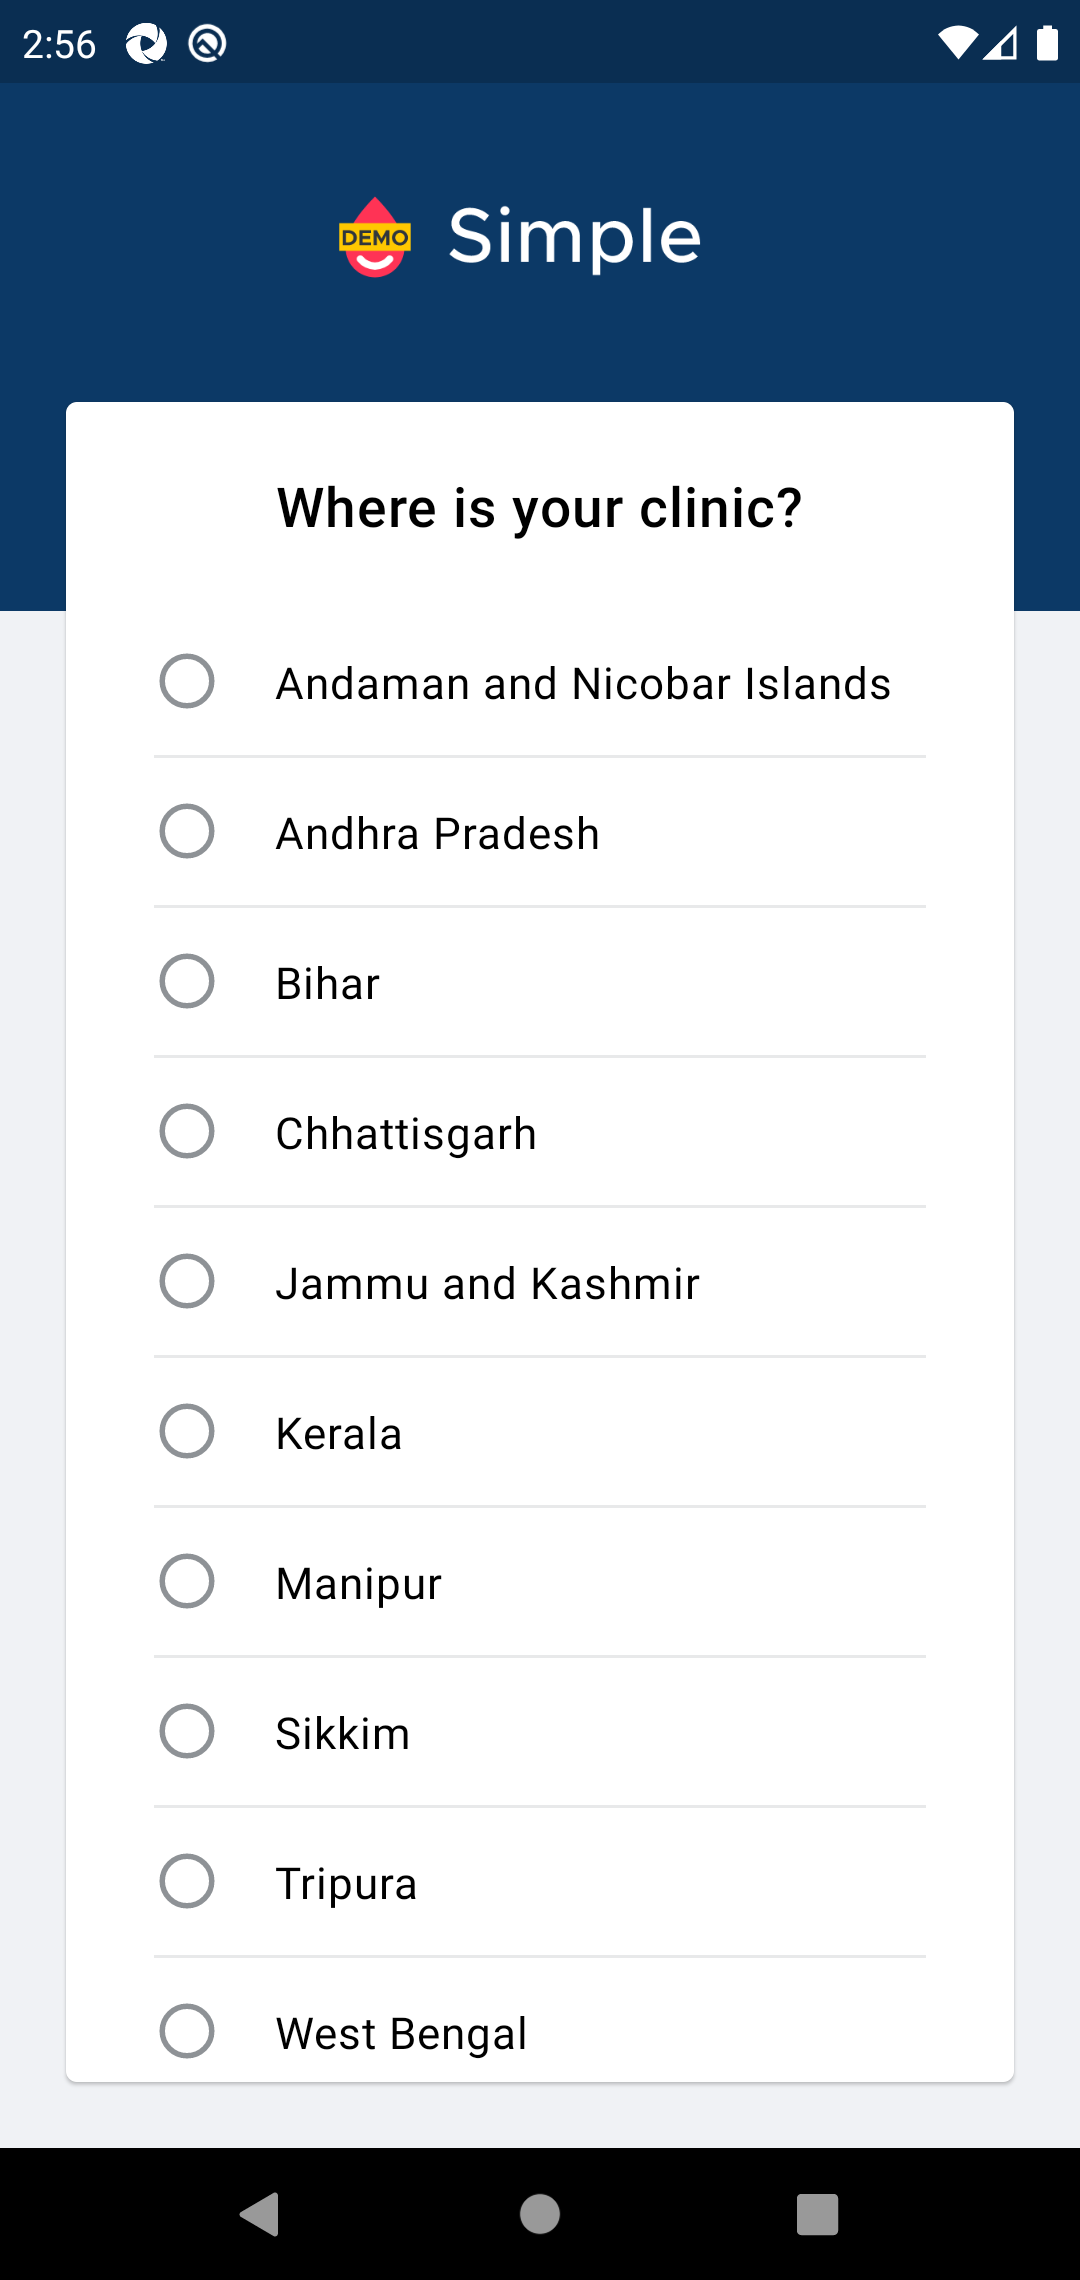 2:56
DEMO Simple
Where is your clinic?
Andaman and Nicobar Islands
Andhra Pradesh
Bihar
Chhattisgarh
Jammu and Kashmir
Kerala
Manipur
Sikkim
Tripura
West Bengal